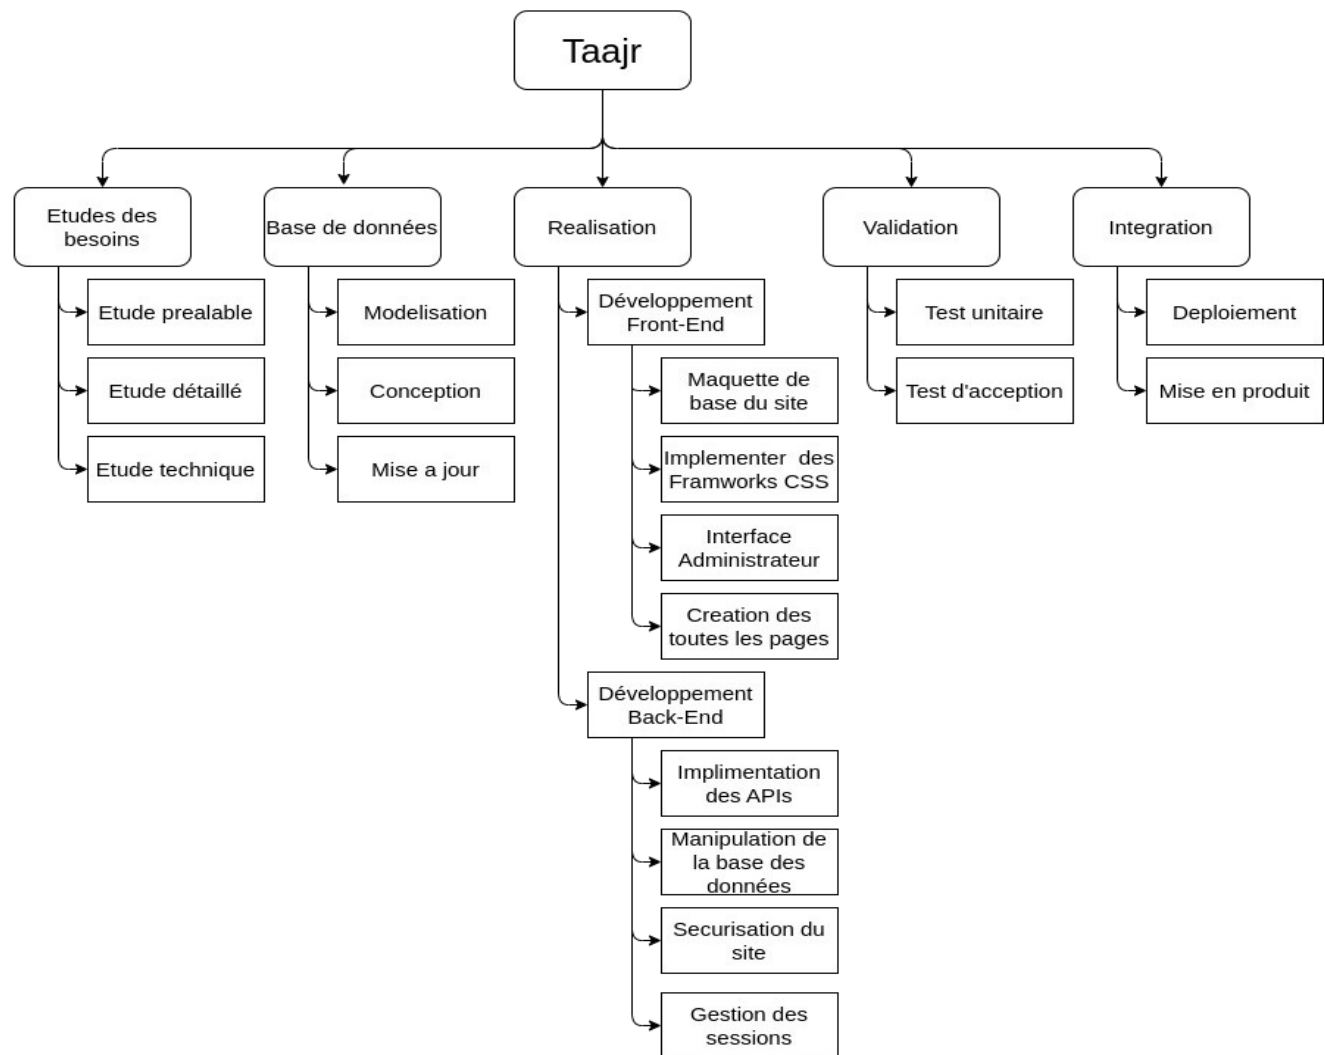 Taajr
Etudes des
besoins
Base de données
Realisation
Validation
Integration
Etude prealable
Etude détaillé
Etude technique
Modelisation
Conception
Mise a jour
Développement
Front-End
Maquette de
base du site
Implementer des
Framworks CSS
Interface
Administrateur
Creation des
toutes les pages
Développement
Back-End
Implimentation
des APIs
Manipulation de
la base des
données
Securisation du
site
Gestion des
sessions
Test unitaire
Test d'acception
Deploiement
Mise en produit